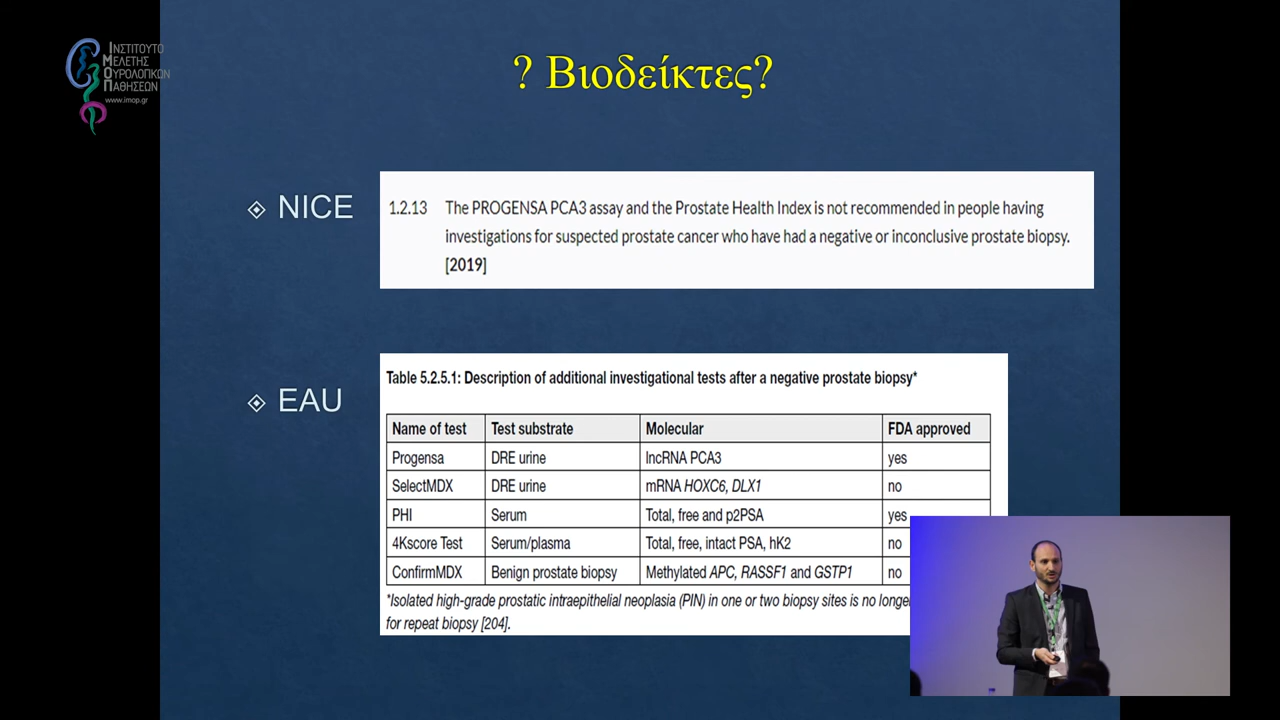 ΙΝΣΤΙΤΟΥΤΟ
ΜΕΛΕΤΗΣ
ΟΥΡΟΛΟΓΙΚΩΝ
ΠΑΘΗΣΕΩΝ
www.imop.gr
? Βιοδείκτες?
NICE
1.2.13 The PROGENSA PCA3 assay and the Prostate Health Index is not recommended in people having
investigations for suspected prostate cancer who have had a negative or inconclusive prostate biopsy.
[2019]
EAU
Table 5.2.5.1: Description of additional investigational tests after a negative prostate biopsy*
Name of test Test substrate Molecular FDA approved
Progensa DRE urine lncRNA PCA3 yes
SelectMDX DRE urine mRNA HOXC6, DLX1 no
PHI Serum Total, free and p2PSA yes
4Kscore Test Serum/plasma Total, free, intact PSA, hK2 no
ConfirmMDX Benign prostate biopsy Methylated APC, RASSF1 and GSTP1 no
*Isolated high-grade prostatic intraepithelial neoplasia (PIN) in one or two biopsy sites is no
for repeat biopsy [204].